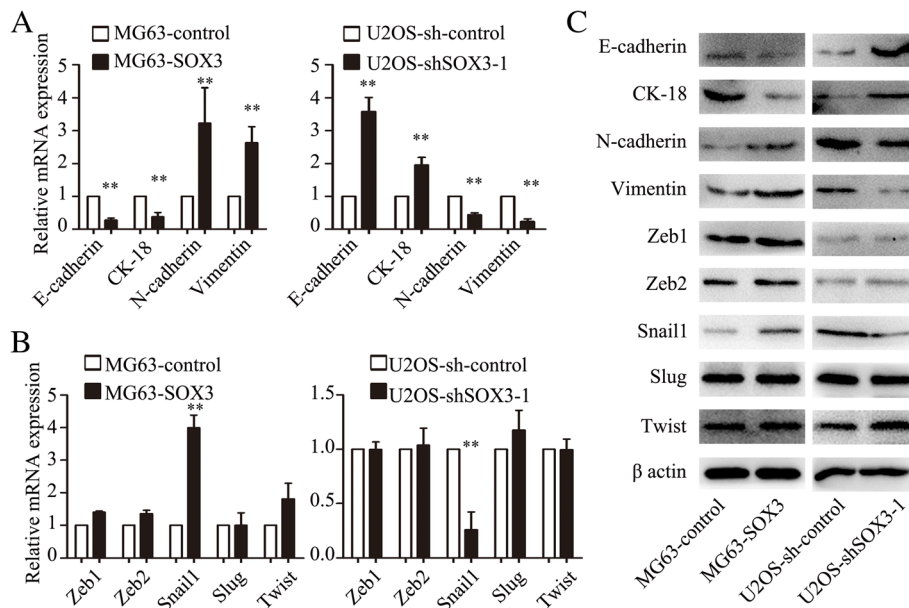 A
MG63-control
MG63-SOX3
Relative mRNA expression
5
4
3
2
1
0
**
**
**
**
E-cadherin
CK-18
N-cadherin
Vimentin
U2OS-sh-control
U2OS-shSOX3-1
5
4
3
2
1
0
**
**
**
**
E-cadherin
CK-18
N-cadherin
Vimentin
B
MG63-control
MG63-SOX3
Relative mRNA expression
5
4
3
2
1
0
**
Zeb1
Zeb2
Snail1
Slug
Twist
U2OS-sh-control
U2OS-shSOX3-1
1.5
1.0
0.5
0.0
**
Zeb1
Zeb2
Snail1
Slug
Twist
C
E-cadherin
CK-18
N-cadherin
Vimentin
Zeb1
Zeb2
Snail1
Slug
Twist
β actin
MG63-control
MG63-SOX3
U2OS-sh-control
U2OS-shSOX3-1